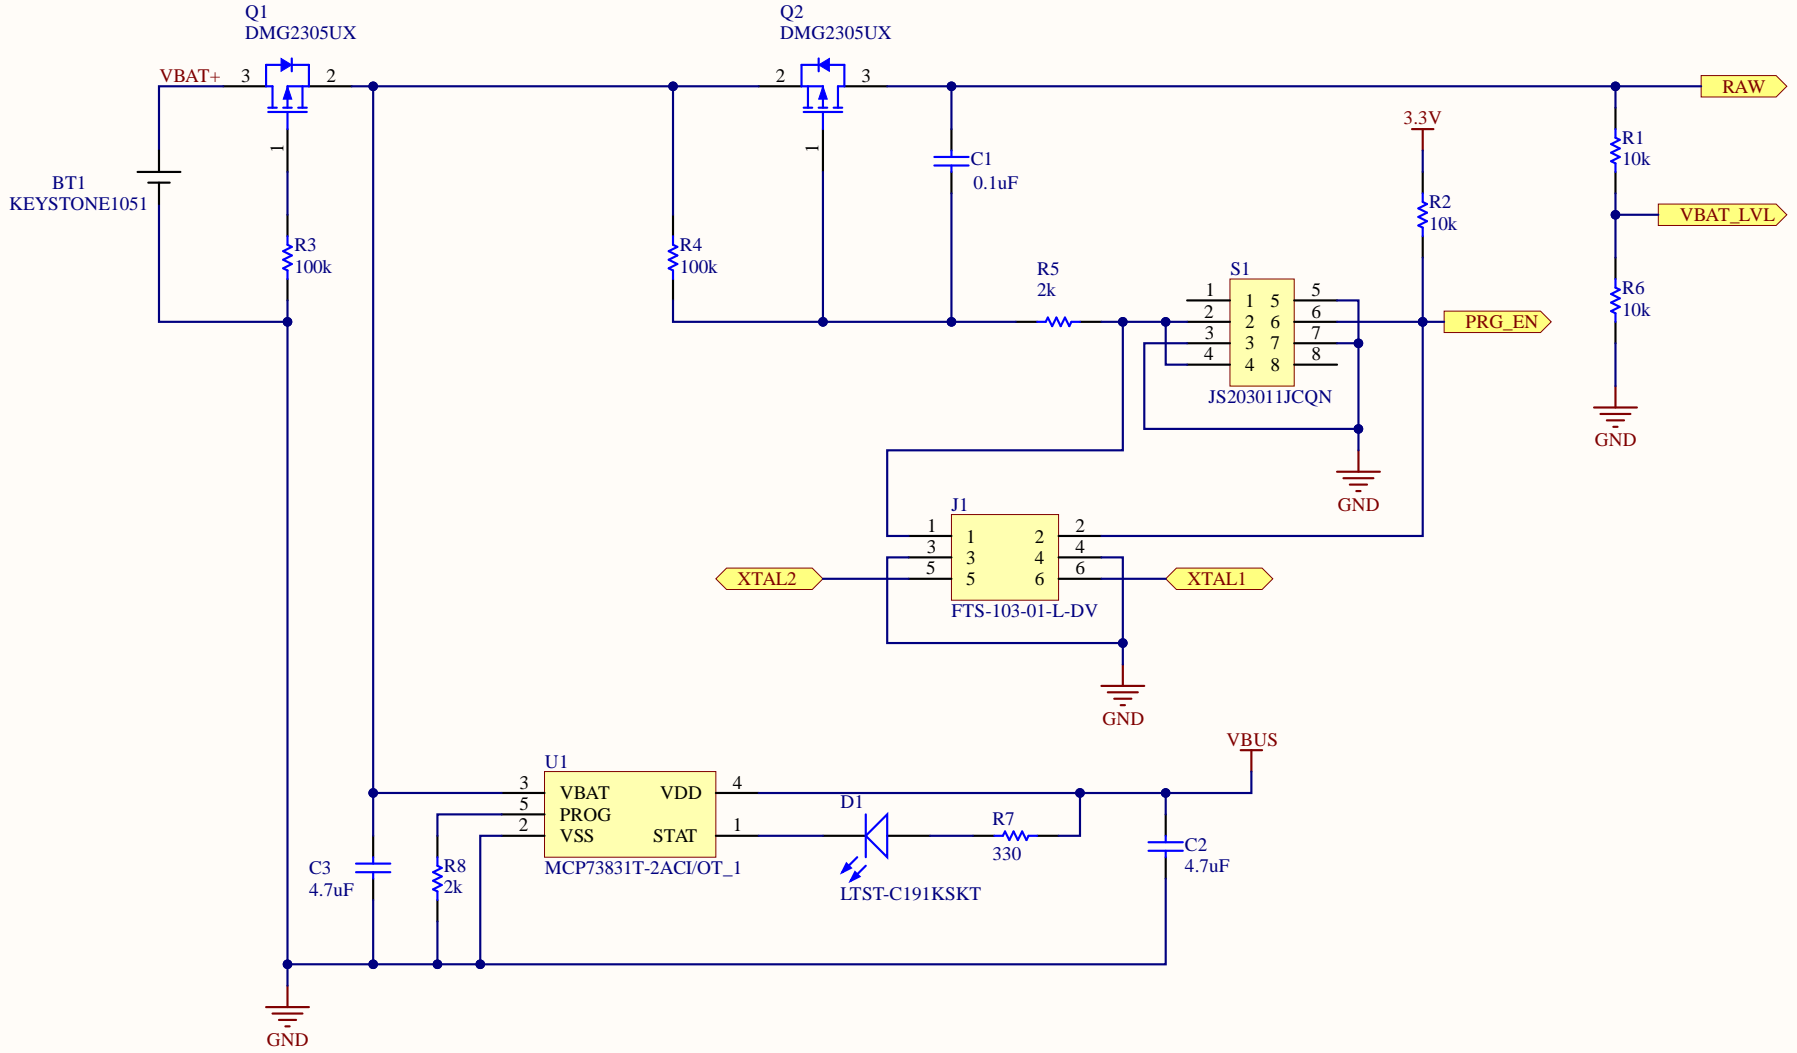 Q1
DMG2305UX
Q2
DMG2305UX
VBAT+
3
2
2
3
RAW
1
1
3.3V
R1
10k
C1
0.1uF
BT1
KEYSTONE1051
R2
10k
VBAT_LVL
R3
100k
R4
100k
R5
2k
S1
1 1 5 5
2 2 6 6
3 3 7 7
4 4 8 8
JS203011JCQN
PRG_EN
R6
10k
GND
GND
J1
1 1 2 2
3 3 4 4
5 5 6 6
FTS-103-01-L-DV
XTAL2
XTAL1
GND
VBUS
U1
3 VBAT VDD 4
5 PROG
2 VSS STAT 1
MCP73831T-2ACI/OT_1
D1
LTST-C191KSKT
R7
330
C2
4.7uF
C3
4.7uF
R8
2k
GND